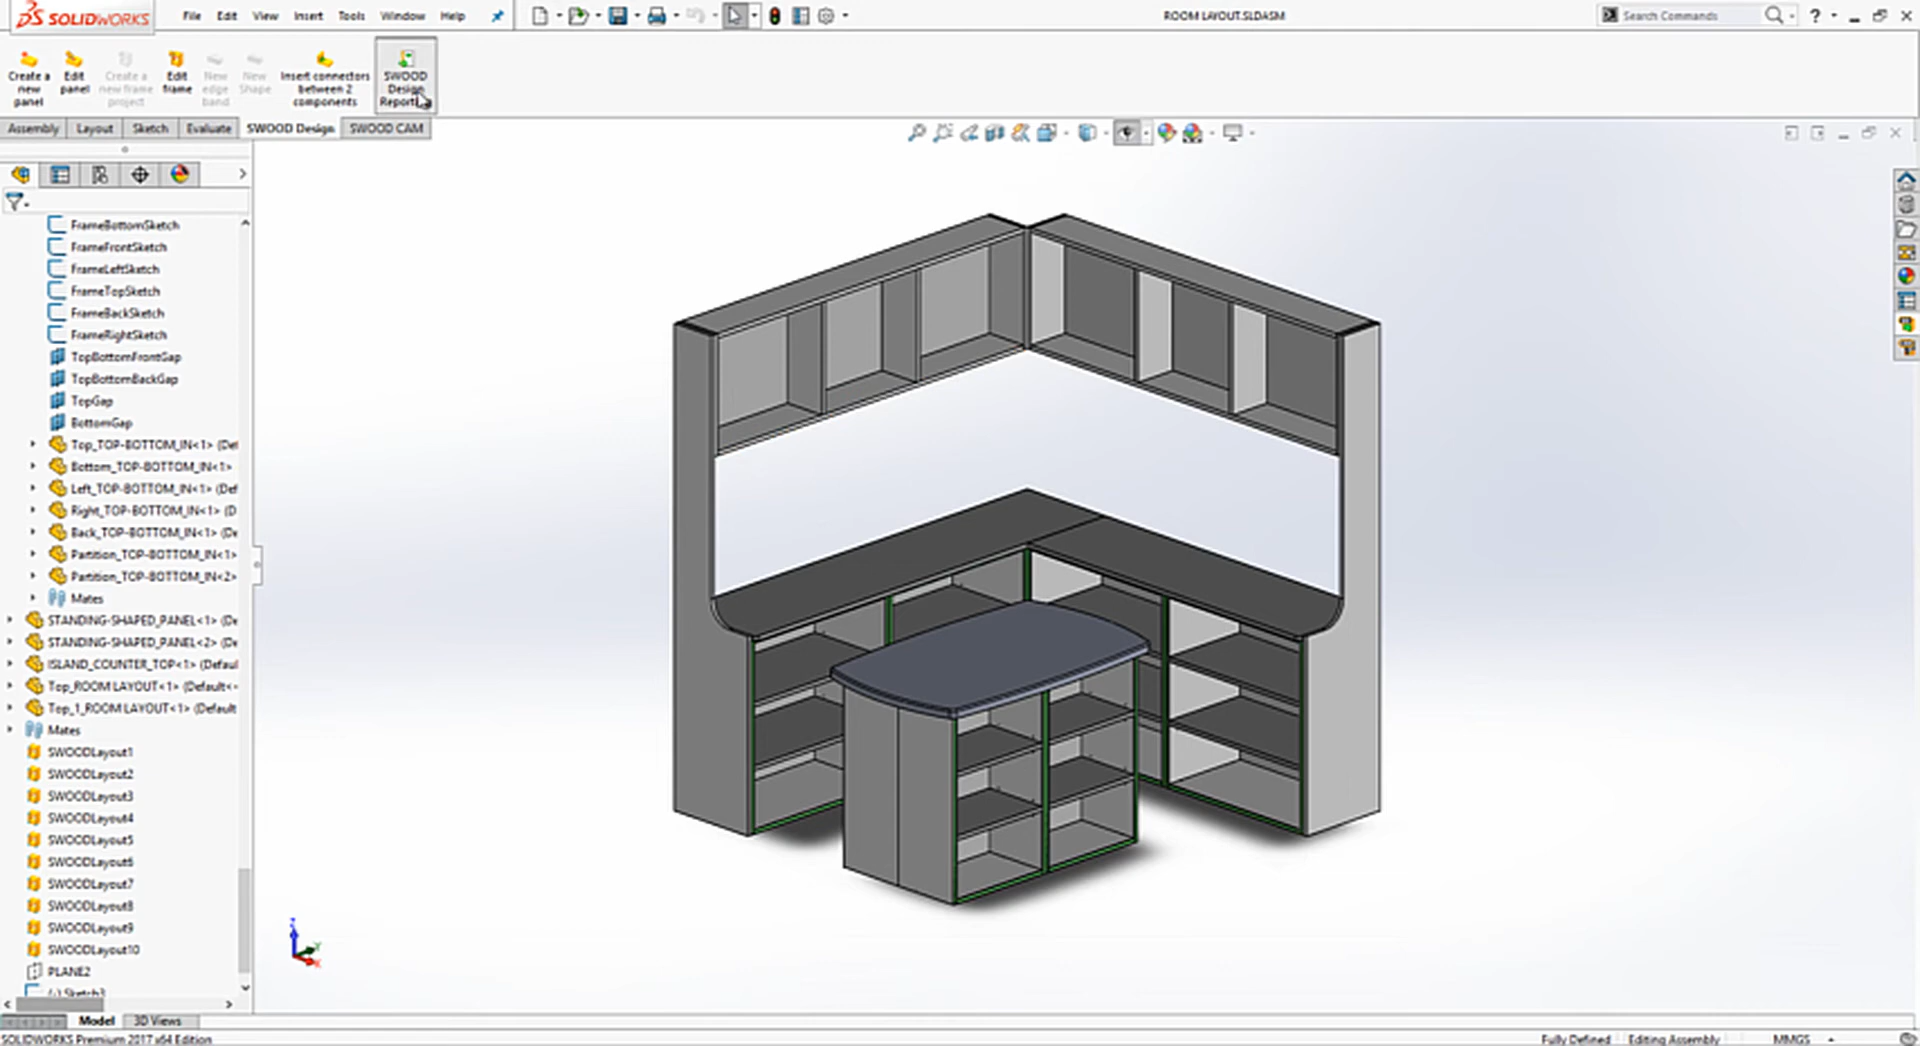 SOLIDWORKS File Edit View Insert Tools Window Help ROOM LAYOUT.SLDASM Search Commands ?
Create a new panel
Edit panel
Create a new frame project
Edit frame
New edge band
New Shape
Insert connectors between 2 components
SWOOD Design Reporting
Assembly Layout Sketch Evaluate SWOOD Design SWOOD CAM
FrameBottomSketch
FrameFrontSketch
FrameLeftSketch
FrameTopSketch
FrameBackSketch
FrameRightSketch
TopBottomFrontGap
TopBottomBackGap
TopGap
BottomGap
Top_TOP-BOTTOM_IN<1> (Def
Bottom_TOP-BOTTOM_IN<1>
Left_TOP-BOTTOM_IN<1> (Def
Right_TOP-BOTTOM_IN<1> (D
Back_TOP-BOTTOM_IN<1> (De
Partition_TOP-BOTTOM_IN<1>
Partition_TOP-BOTTOM_IN<2>
Mates
STANDING-SHAPED_PANEL<1> (De
STANDING-SHAPED_PANEL<2> (De
ISLAND_COUNTER_TOP<1> (Defaul
Top_ROOM LAYOUT<1> (Default<
Top_1_ROOM LAYOUT<1> (Default
Mates
SWOODLayout1
SWOODLayout2
SWOODLayout3
SWOODLayout4
SWOODLayout5
SWOODLayout6
SWOODLayout7
SWOODLayout8
SWOODLayout9
SWOODLayout10
PLANE2
(-) Sketch3
Model 3D Views
SOLIDWORKS Premium 2017 x64 Edition Fully Defined Editing Assembly MMGS